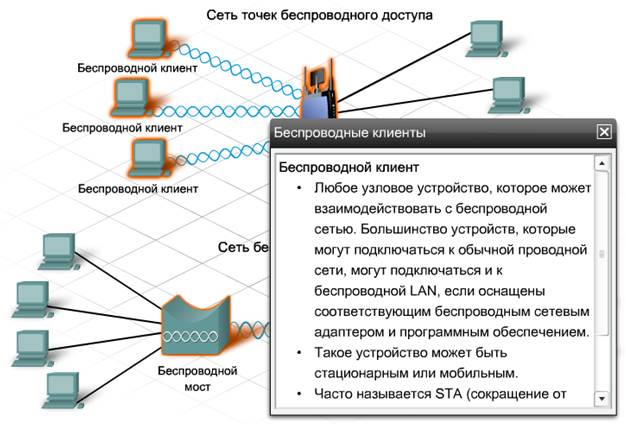 Сеть точек беспроводного доступа
Беспроводной клиент
Беспроводной клиент
Беспроводной клиент
Сеть бе
Беспроводной
мост
Беспроводные клиенты
Беспроводной клиент
• Любое узловое устройство, которое может
взаимодействовать с беспроводной
сетью. Большинство устройств, которые
могут подключаться к обычной проводной
сети, могут подключаться и к
беспроводной LAN, если оснащены
соответствующим беспроводным сетевым
адаптером и программным обеспечением.
• Такое устройство может быть
стационарным или мобильным.
• Часто называется STA (сокращение от